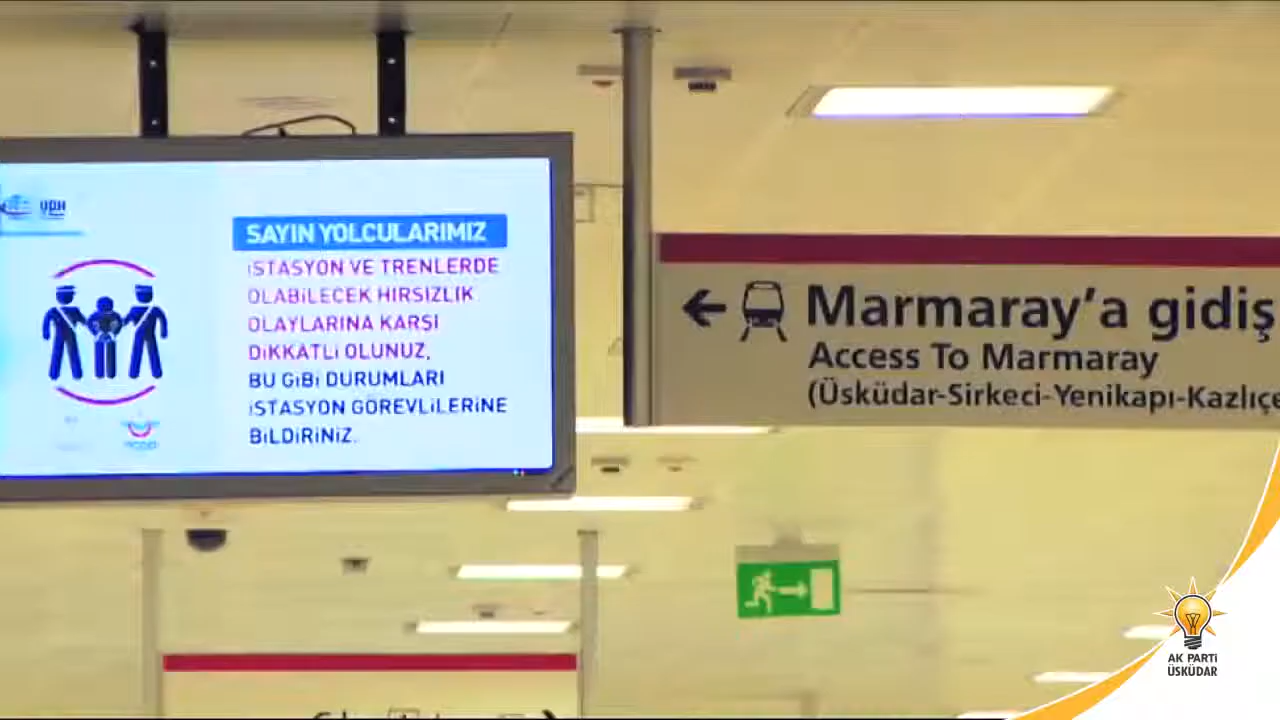 UDH
SAYIN YOLCULARIMIZ
İSTASYON VE TRENLERDE
OLABİLECEK HIRSIZLIK
OLAYLARINA KARŞI
DİKKATLİ OLUNUZ,
BU GİBİ DURUMLARI
İSTASYON GÖREVLİLERİNE
BİLDİRİNİZ.
Marmaray'a gidiş
Access To Marmaray
(Üsküdar-Sirkeci-Yenikapı-Kazlıçe
AK PARTİ
ÜSKÜDAR